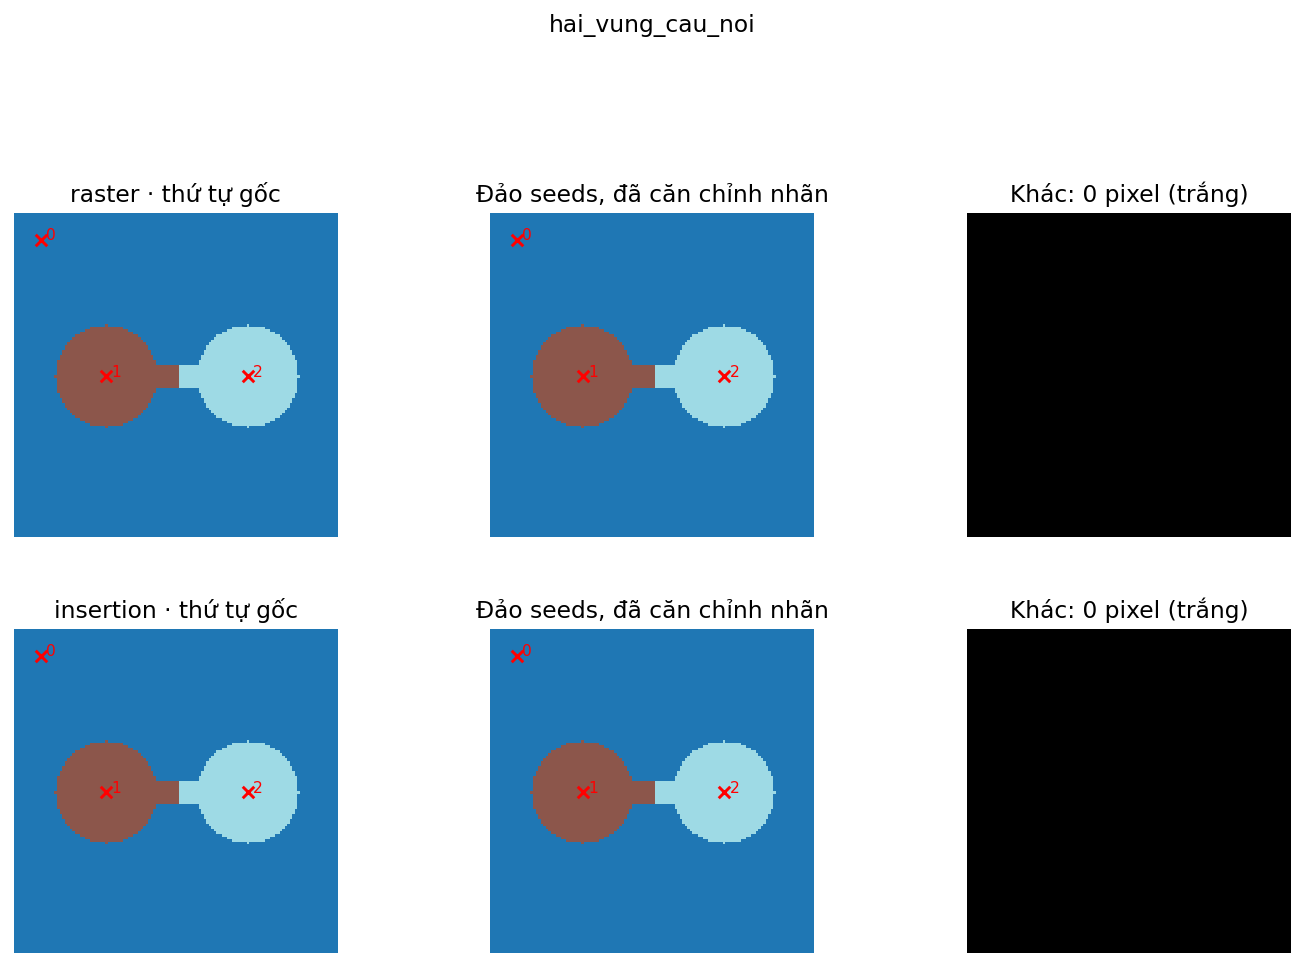 hai_vung_cau_noi
raster · thứ tự gốc
Đảo seeds, đã căn chỉnh nhãn
Khác: 0 pixel (trắng)
0
1
2
0
1
2
insertion · thứ tự gốc
Đảo seeds, đã căn chỉnh nhãn
Khác: 0 pixel (trắng)
0
1
2
0
1
2